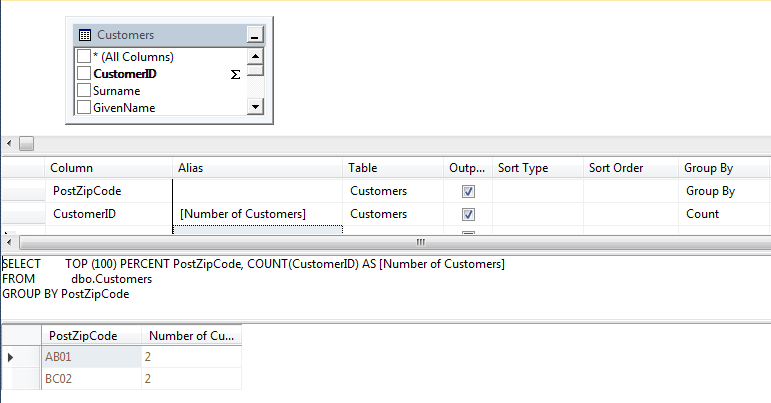 Customers
* (All Columns)
CustomerID Σ
Surname
GivenName
Column Alias Table Outp... Sort Type Sort Order Group By
PostZipCode Customers Group By
CustomerID [Number of Customers] Customers Count
SELECT TOP (100) PERCENT PostZipCode, COUNT(CustomerID) AS [Number of Customers]
FROM dbo.Customers
GROUP BY PostZipCode
PostZipCode Number of Cu...
AB01 2
BC02 2